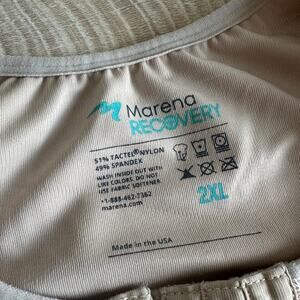 Marena
RECOVERY
51% TACTEL® NYLON
49% SPANDEX
WASH INSIDE OUT WITH
LIKE COLORS. DO NOT
USE FABRIC SOFTENER.
+1-888-462-7362
marena.com
2XL
Made in the USA